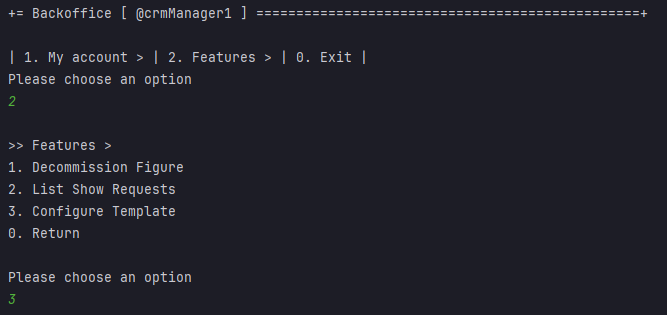 += Backoffice [ @crmManager1 ] ================================================+
| 1. My account > | 2. Features > | 0. Exit |
Please choose an option
2
>> Features >
1. Decommission Figure
2. List Show Requests
3. Configure Template
0. Return
Please choose an option
3